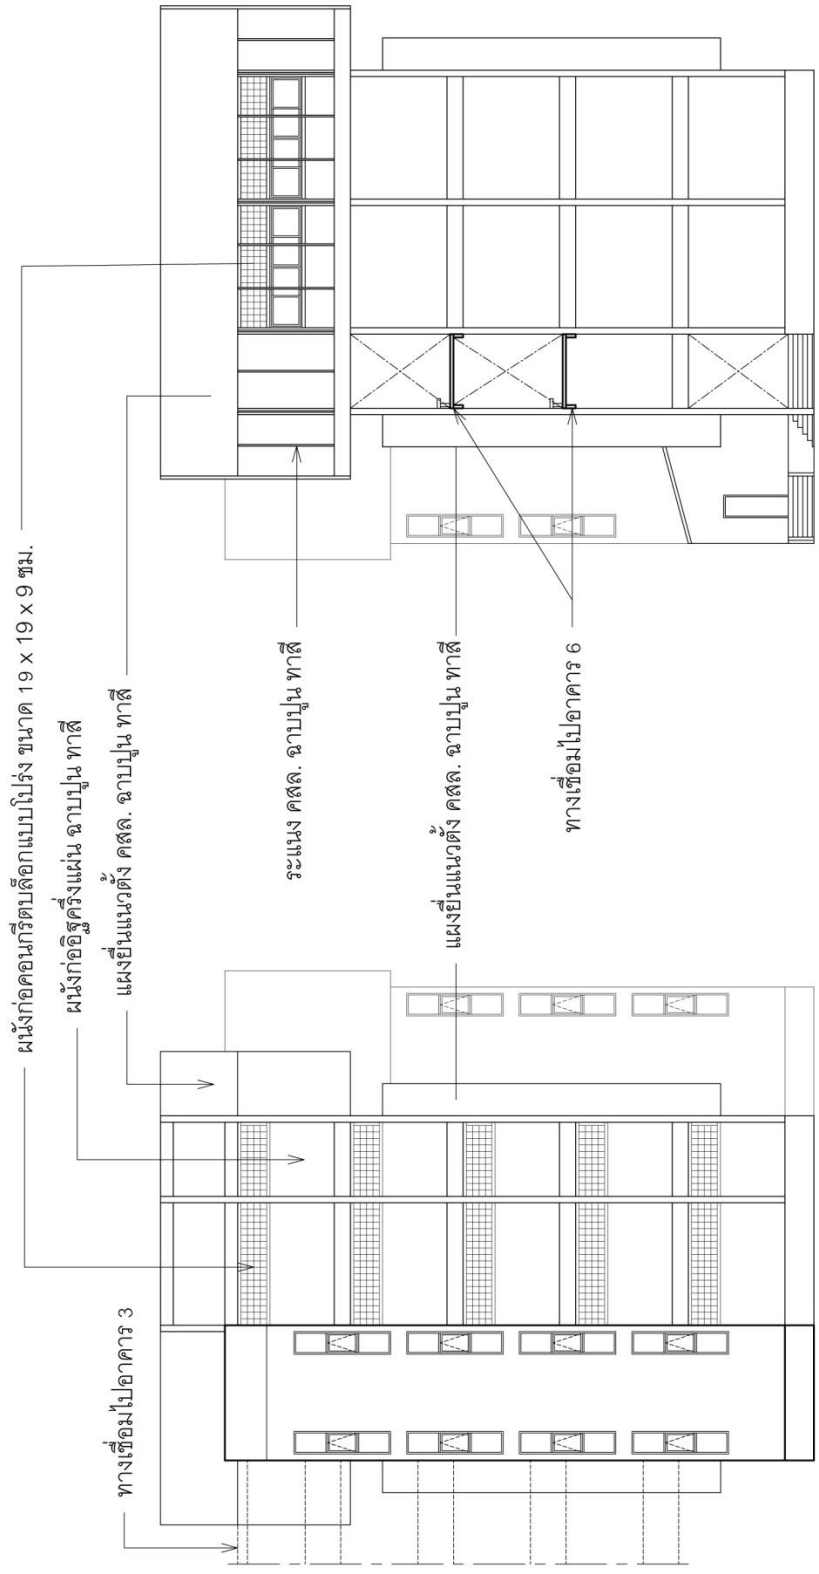 ผนังก่อคอนกรีตบล็อกแบบโปร่ง ขนาด 19 x 19 x 9 ซม.
ผนังก่ออิฐครึ่งแผ่น ฉาบปูน ทาสี
แผงยื่นแนวตั้ง คสล. ฉาบปูน ทาสี
ทางเชื่อมไปอาคาร 3
ระแนง คสล. ฉาบปูน ทาสี
แผงยื่นแนวตั้ง คสล. ฉาบปูน ทาสี
ทางเชื่อมไปอาคาร 6